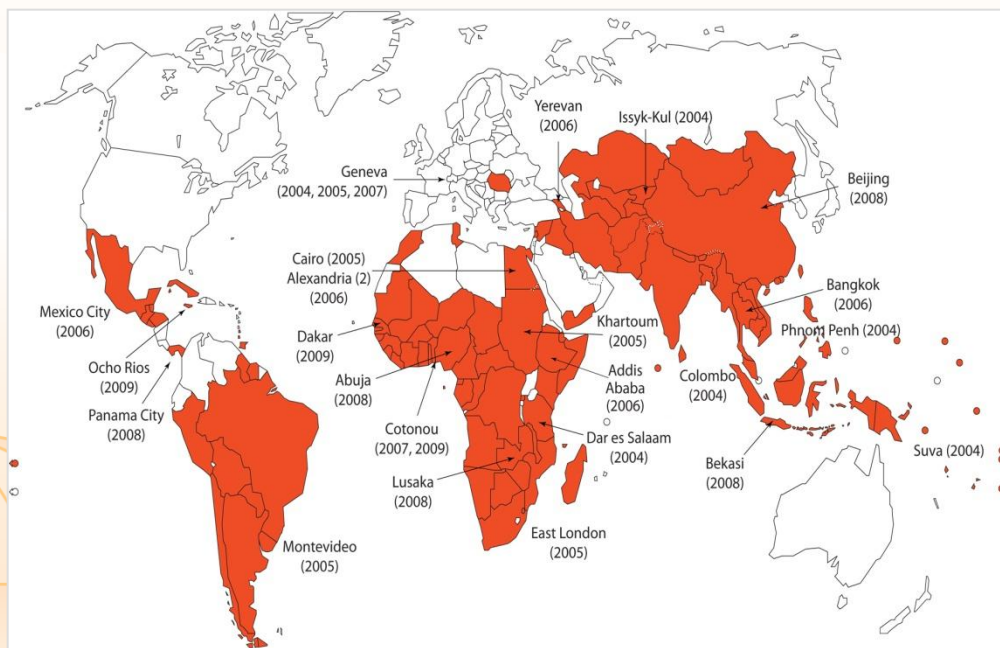 Yerevan
(2006)
Issyk-Kul (2004)
Geneva
(2004, 2005, 2007)
Beijing
(2008)
Cairo (2005)
Alexandria (2)
(2006)
Mexico City
(2006)
Dakar
(2009)
Khartoum
(2005)
Bangkok
(2006)
Phnom Penh (2004)
Ocho Rios
(2009)
Abuja
(2008)
Addis
Ababa
(2006)
Colombo
(2004)
Panama City
(2008)
Cotonou
(2007, 2009)
Dar es Salaam
(2004)
Suva (2004)
Bekasi
(2008)
Lusaka
(2008)
East London
(2005)
Montevideo
(2005)